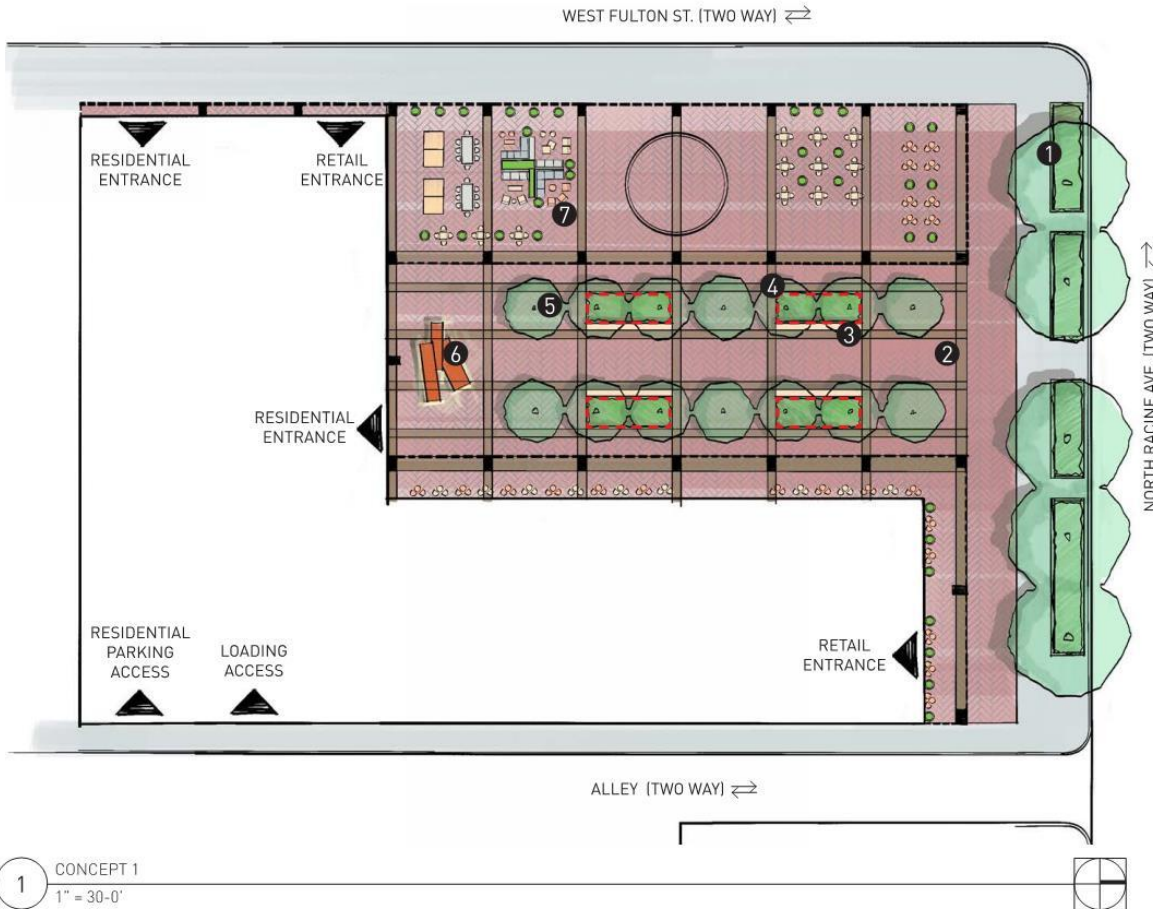 WEST FULTON ST. (TWO WAY) ⇄
1
RESIDENTIAL
ENTRANCE
RETAIL
ENTRANCE
7
NORTH RACINE AVE. (TWO WAY) ⇄
5
4
3
6
2
RESIDENTIAL
ENTRANCE
RESIDENTIAL
PARKING
ACCESS
LOADING
ACCESS
RETAIL
ENTRANCE
ALLEY (TWO WAY) ⇄
1
CONCEPT 1
1" = 30-0'